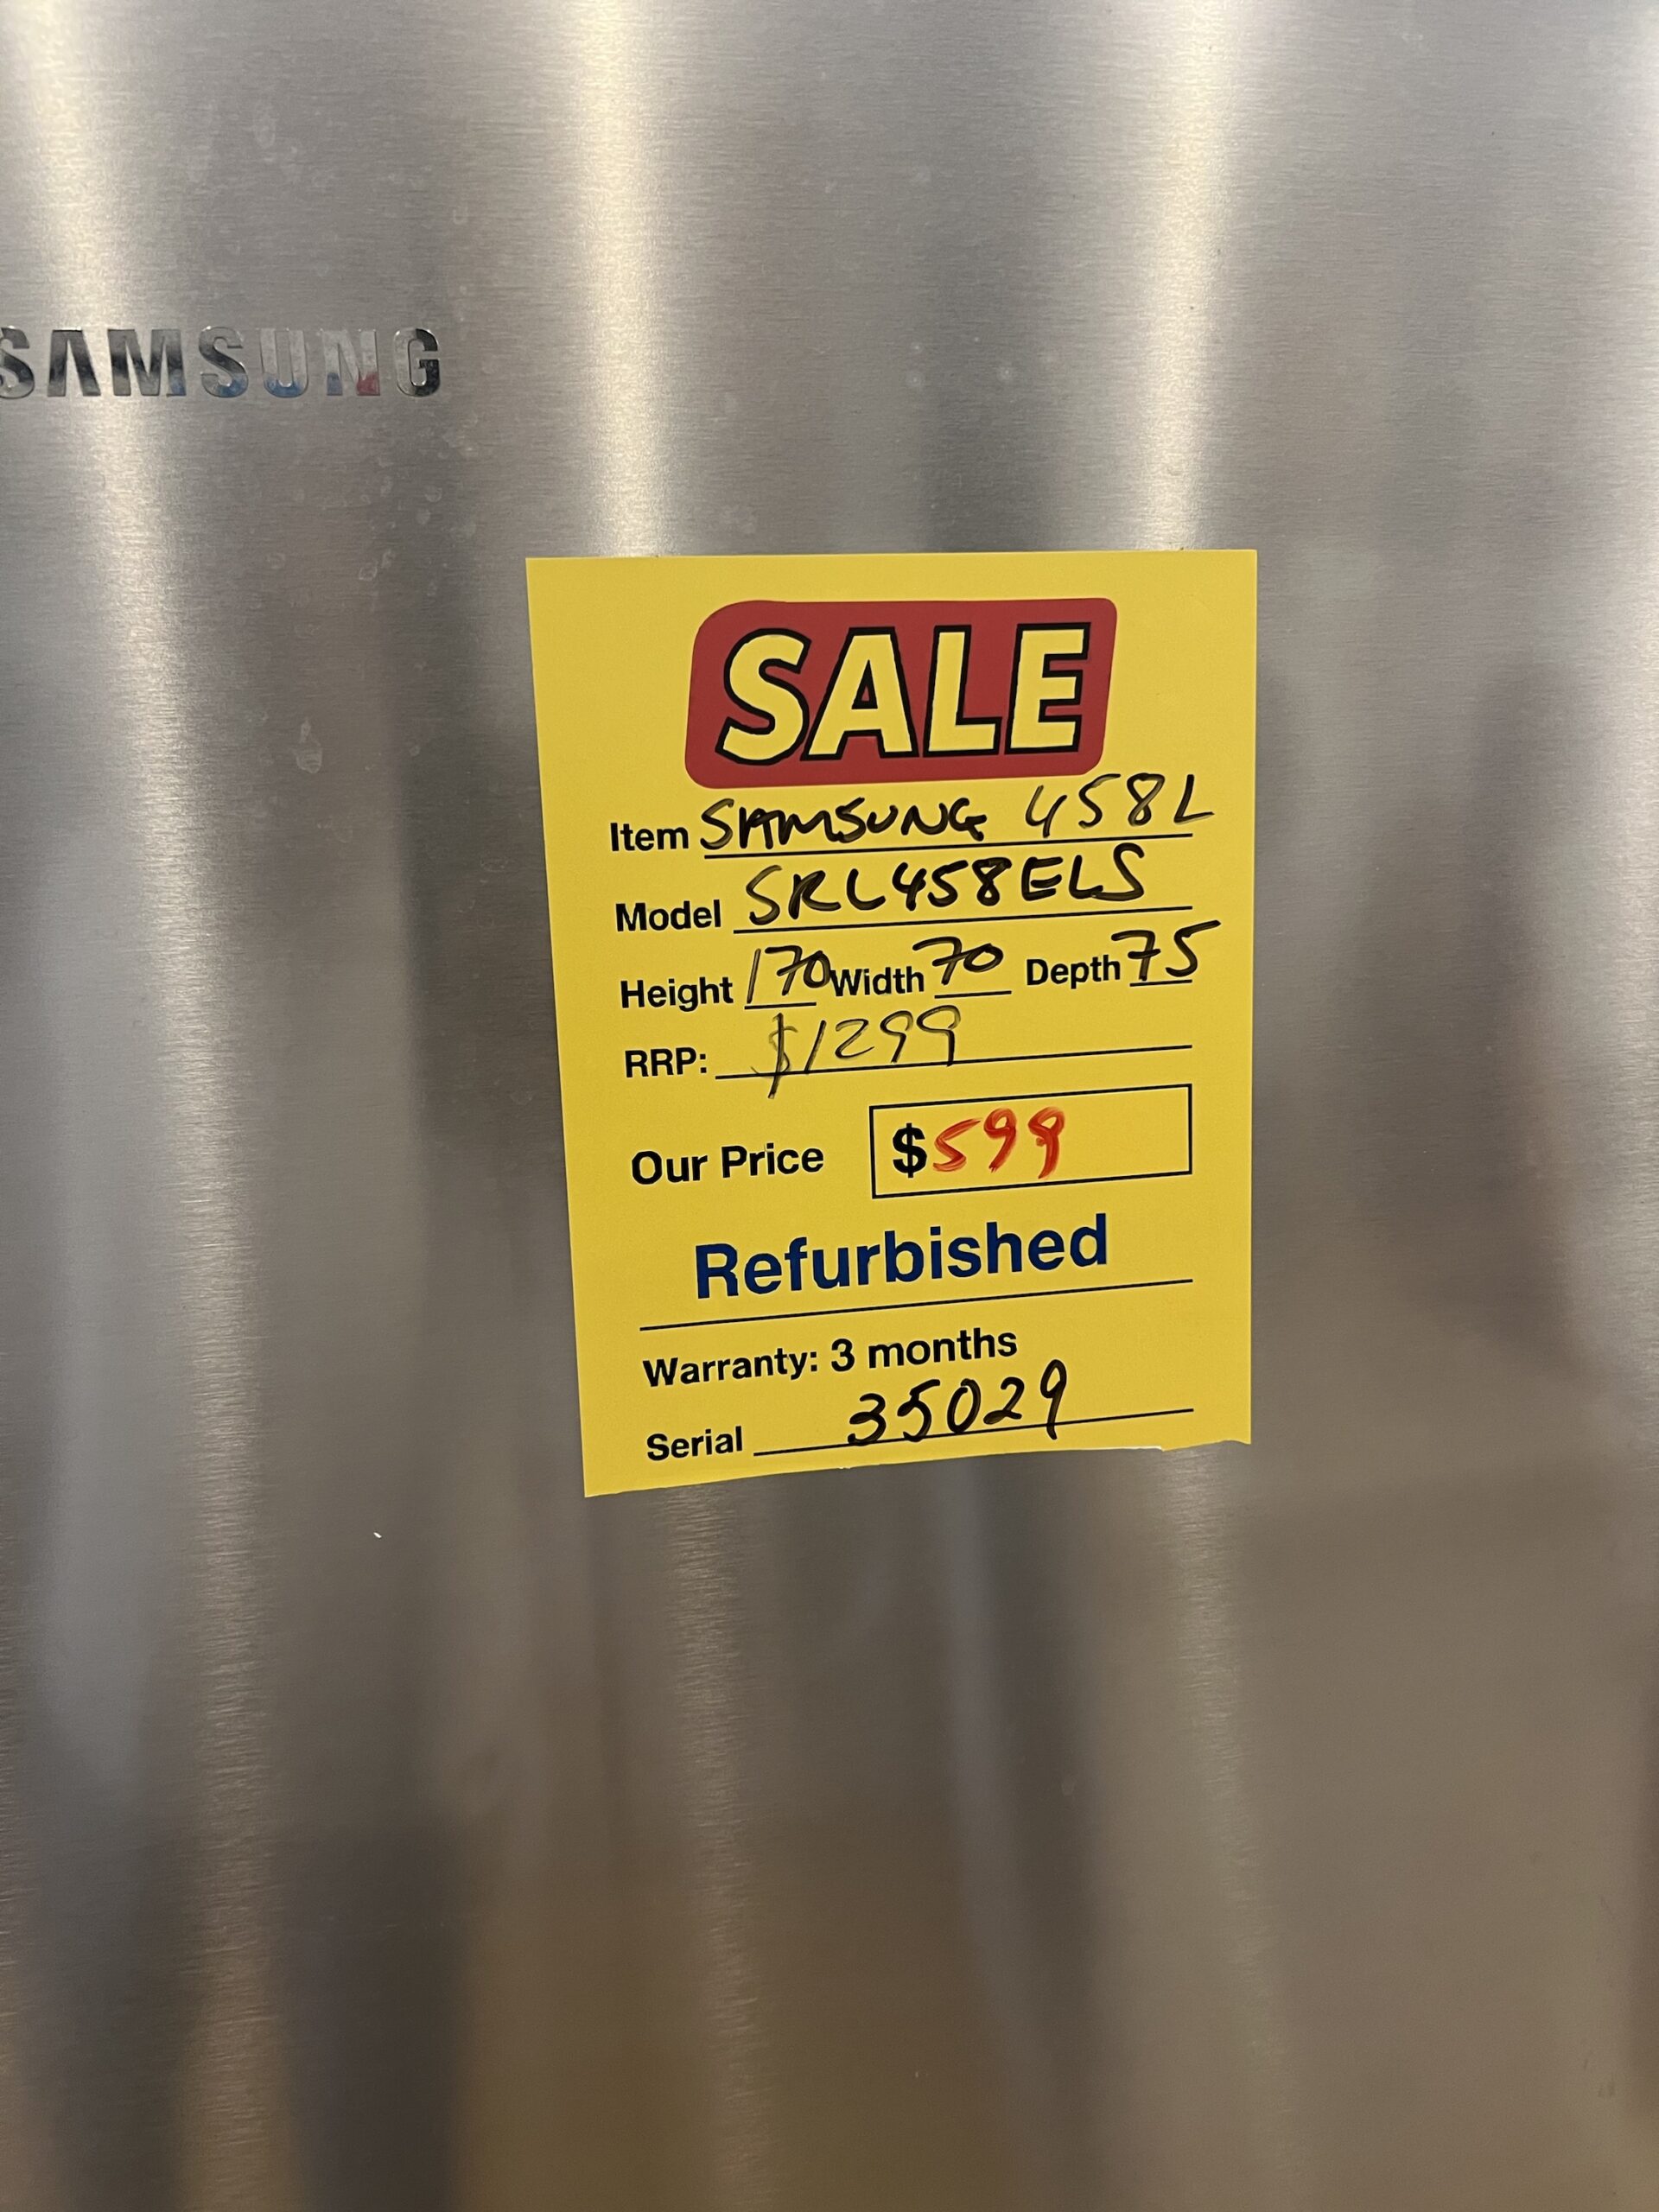 SAMSUNG
SALE
Item SAMSUNG 458L
Model SRL458ELS
Height 170 Width 70 Depth 75
RRP: $1299
Our Price $599
Refurbished
Warranty: 3 months
Serial 35029